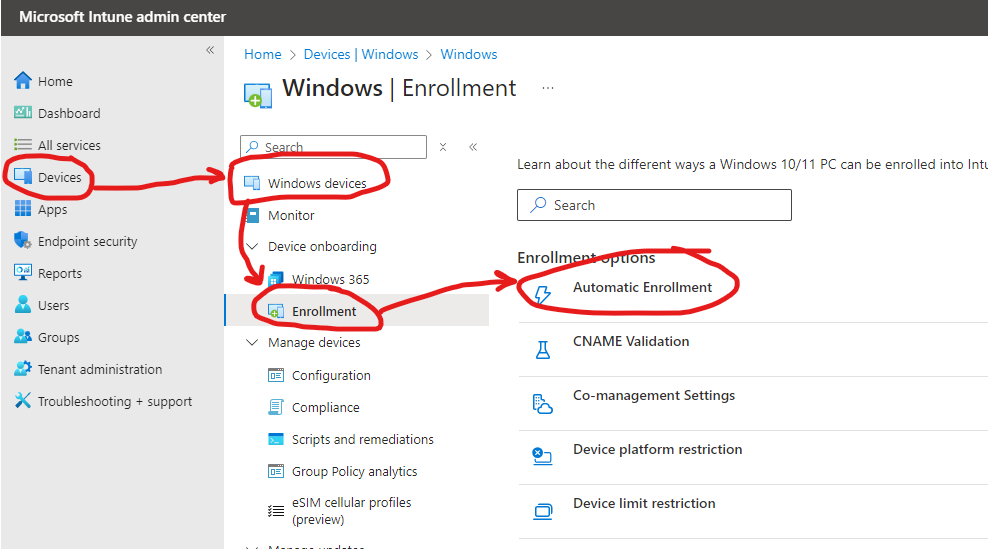 Microsoft Intune admin center
«
Home
Dashboard
All services
Devices
Apps
Endpoint security
Reports
Users
Groups
Tenant administration
Troubleshooting + support
Home > Devices | Windows > Windows
Windows | Enrollment ...
Search
«
Windows devices
Monitor
Device onboarding
Windows 365
Enrollment
Manage devices
Configuration
Compliance
Scripts and remediations
Group Policy analytics
eSIM cellular profiles
(preview)
Manage updates
Learn about the different ways a Windows 10/11 PC can be enrolled into Intu
Search
Enrollment options
Automatic Enrollment
CNAME Validation
Co-management Settings
Device platform restriction
Device limit restriction